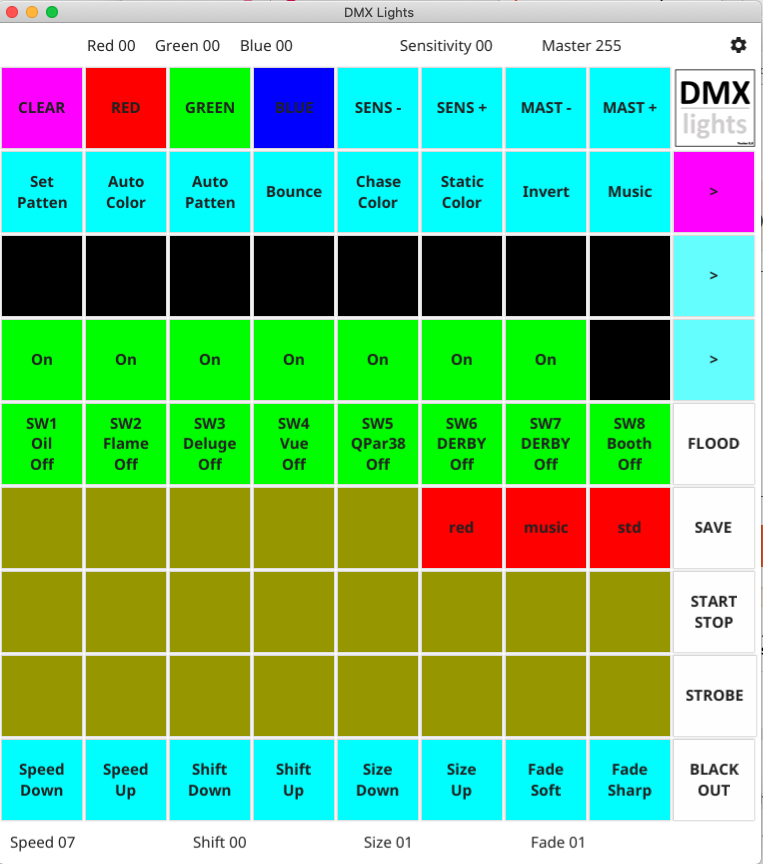 DMX Lights
Red 00 Green 00 Blue 00 Sensitivity 00 Master 255
CLEAR RED GREEN BLUE SENS - SENS + MAST - MAST + DMX
lights
Set
Patten
Auto
Color
Auto
Patten
Bounce
Chase
Color
Static
Color
Invert
Music
>
>
On On On On On On On >
SW1
Oil
Off
SW2
Flame
Off
SW3
Deluge
Off
SW4
Vue
Off
SW5
QPar38
Off
SW6
DERBY
Off
SW7
DERBY
Off
SW8
Booth
Off
FLOOD
red music std SAVE
START
STOP
STROBE
Speed
Down
Speed
Up
Shift
Down
Shift
Up
Size
Down
Size
Up
Fade
Soft
Fade
Sharp
BLACK
OUT
Speed 07 Shift 00 Size 01 Fade 01